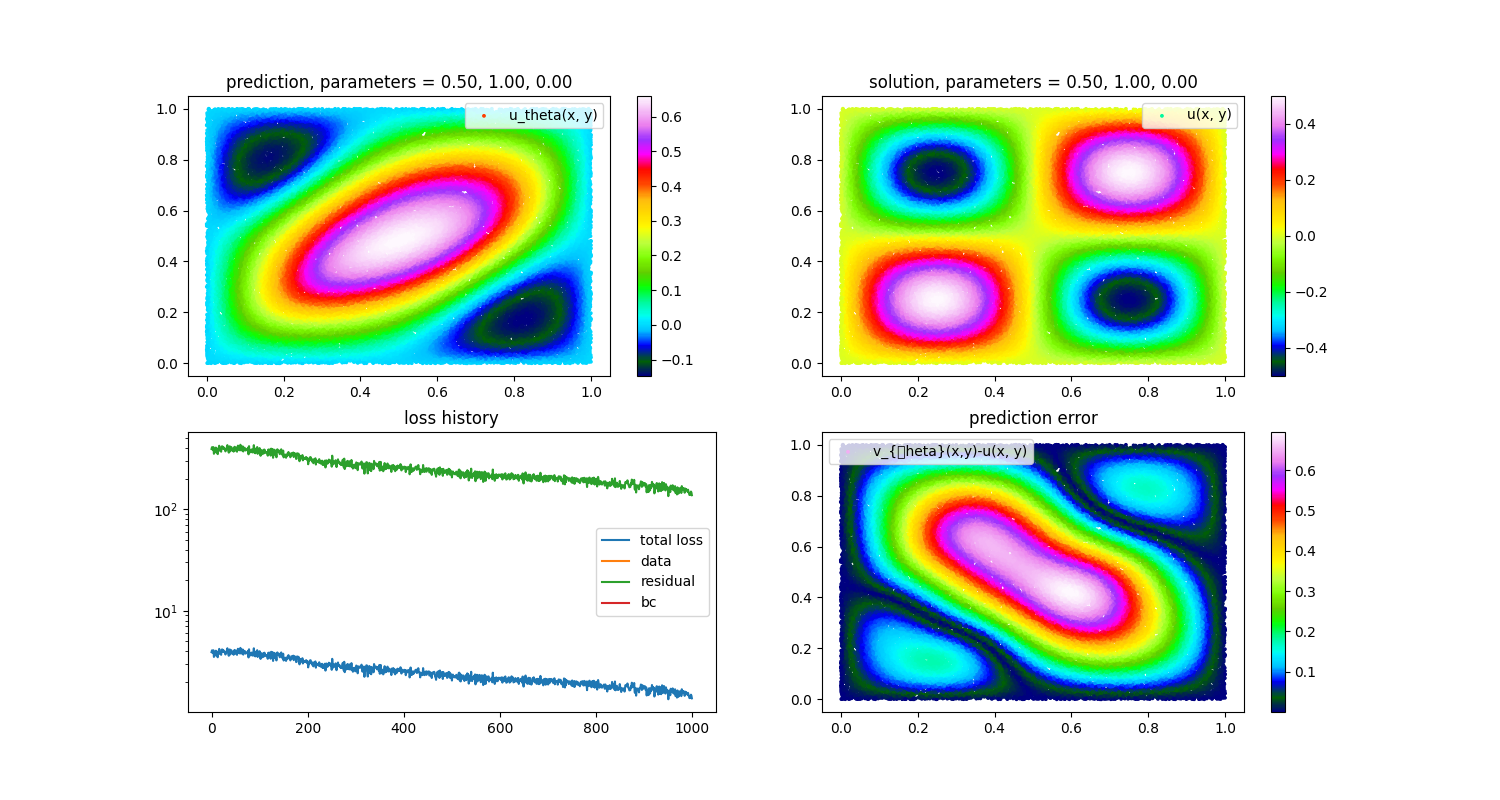 prediction, parameters = 0.50, 1.00, 0.00
u_theta(x, y)
1.0
0.8
0.6
0.4
0.2
0.0
0.0 0.2 0.4 0.6 0.8 1.0
0.6
0.5
0.4
0.3
0.2
0.1
0.0
−0.1
solution, parameters = 0.50, 1.00, 0.00
u(x, y)
1.0
0.8
0.6
0.4
0.2
0.0
0.0 0.2 0.4 0.6 0.8 1.0
0.4
0.2
0.0
−0.2
−0.4
loss history
10²
10¹
total loss
data
residual
bc
0 200 400 600 800 1000
prediction error
v_{▯heta}(x,y)-u(x, y)
1.0
0.8
0.6
0.4
0.2
0.0
0.0 0.2 0.4 0.6 0.8 1.0
0.6
0.5
0.4
0.3
0.2
0.1